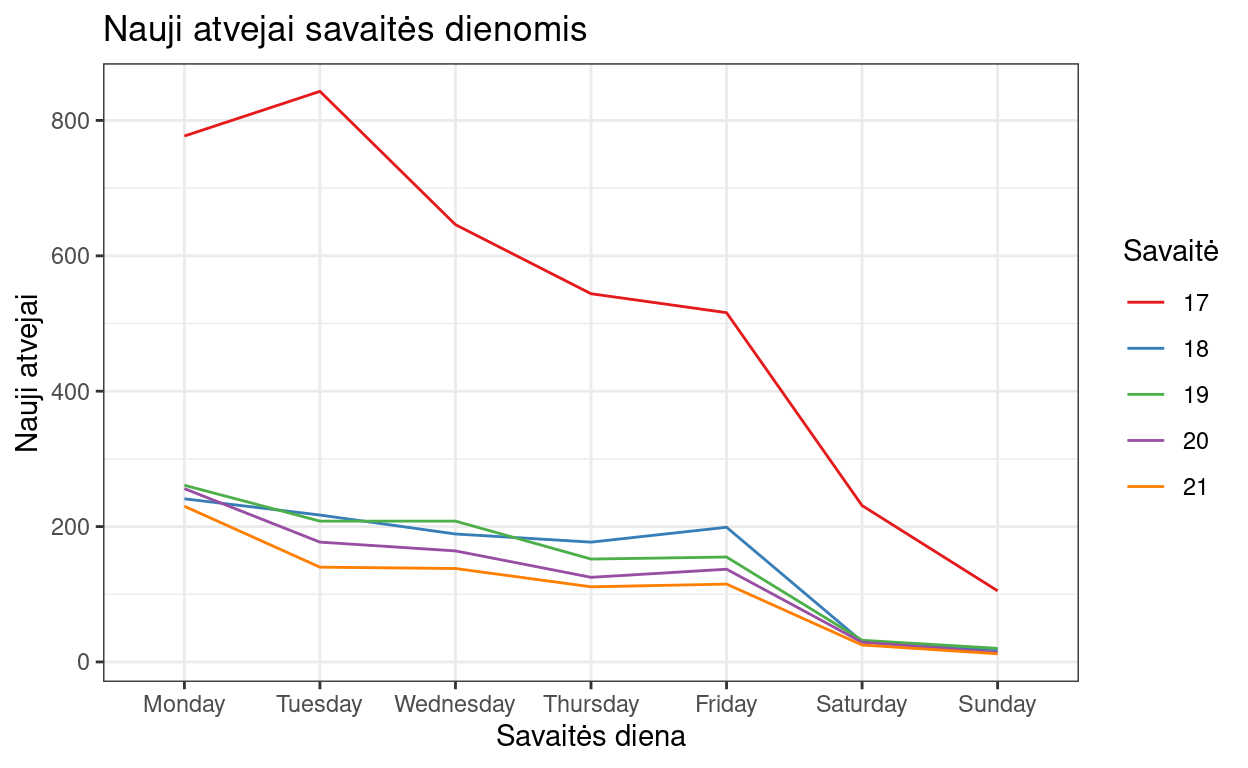 Nauji atvejai savaitės dienomis
Nauji atvejai
800
600
400
200
0
Monday Tuesday Wednesday Thursday Friday Saturday Sunday
Savaitės diena
Savaitė
17
18
19
20
21